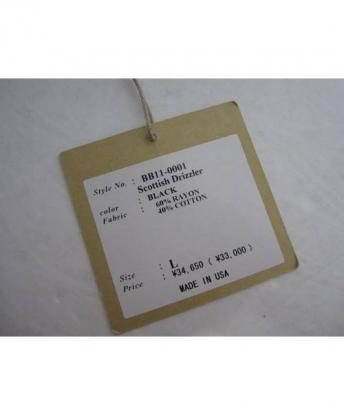 Style No. : BB11-0001
Scottish Drizzler
color : BLACK
Fabric : 60% RAYON
40% COTTON
Size : L
Price : ¥34,650 ( ¥33,000 )
MADE IN USA